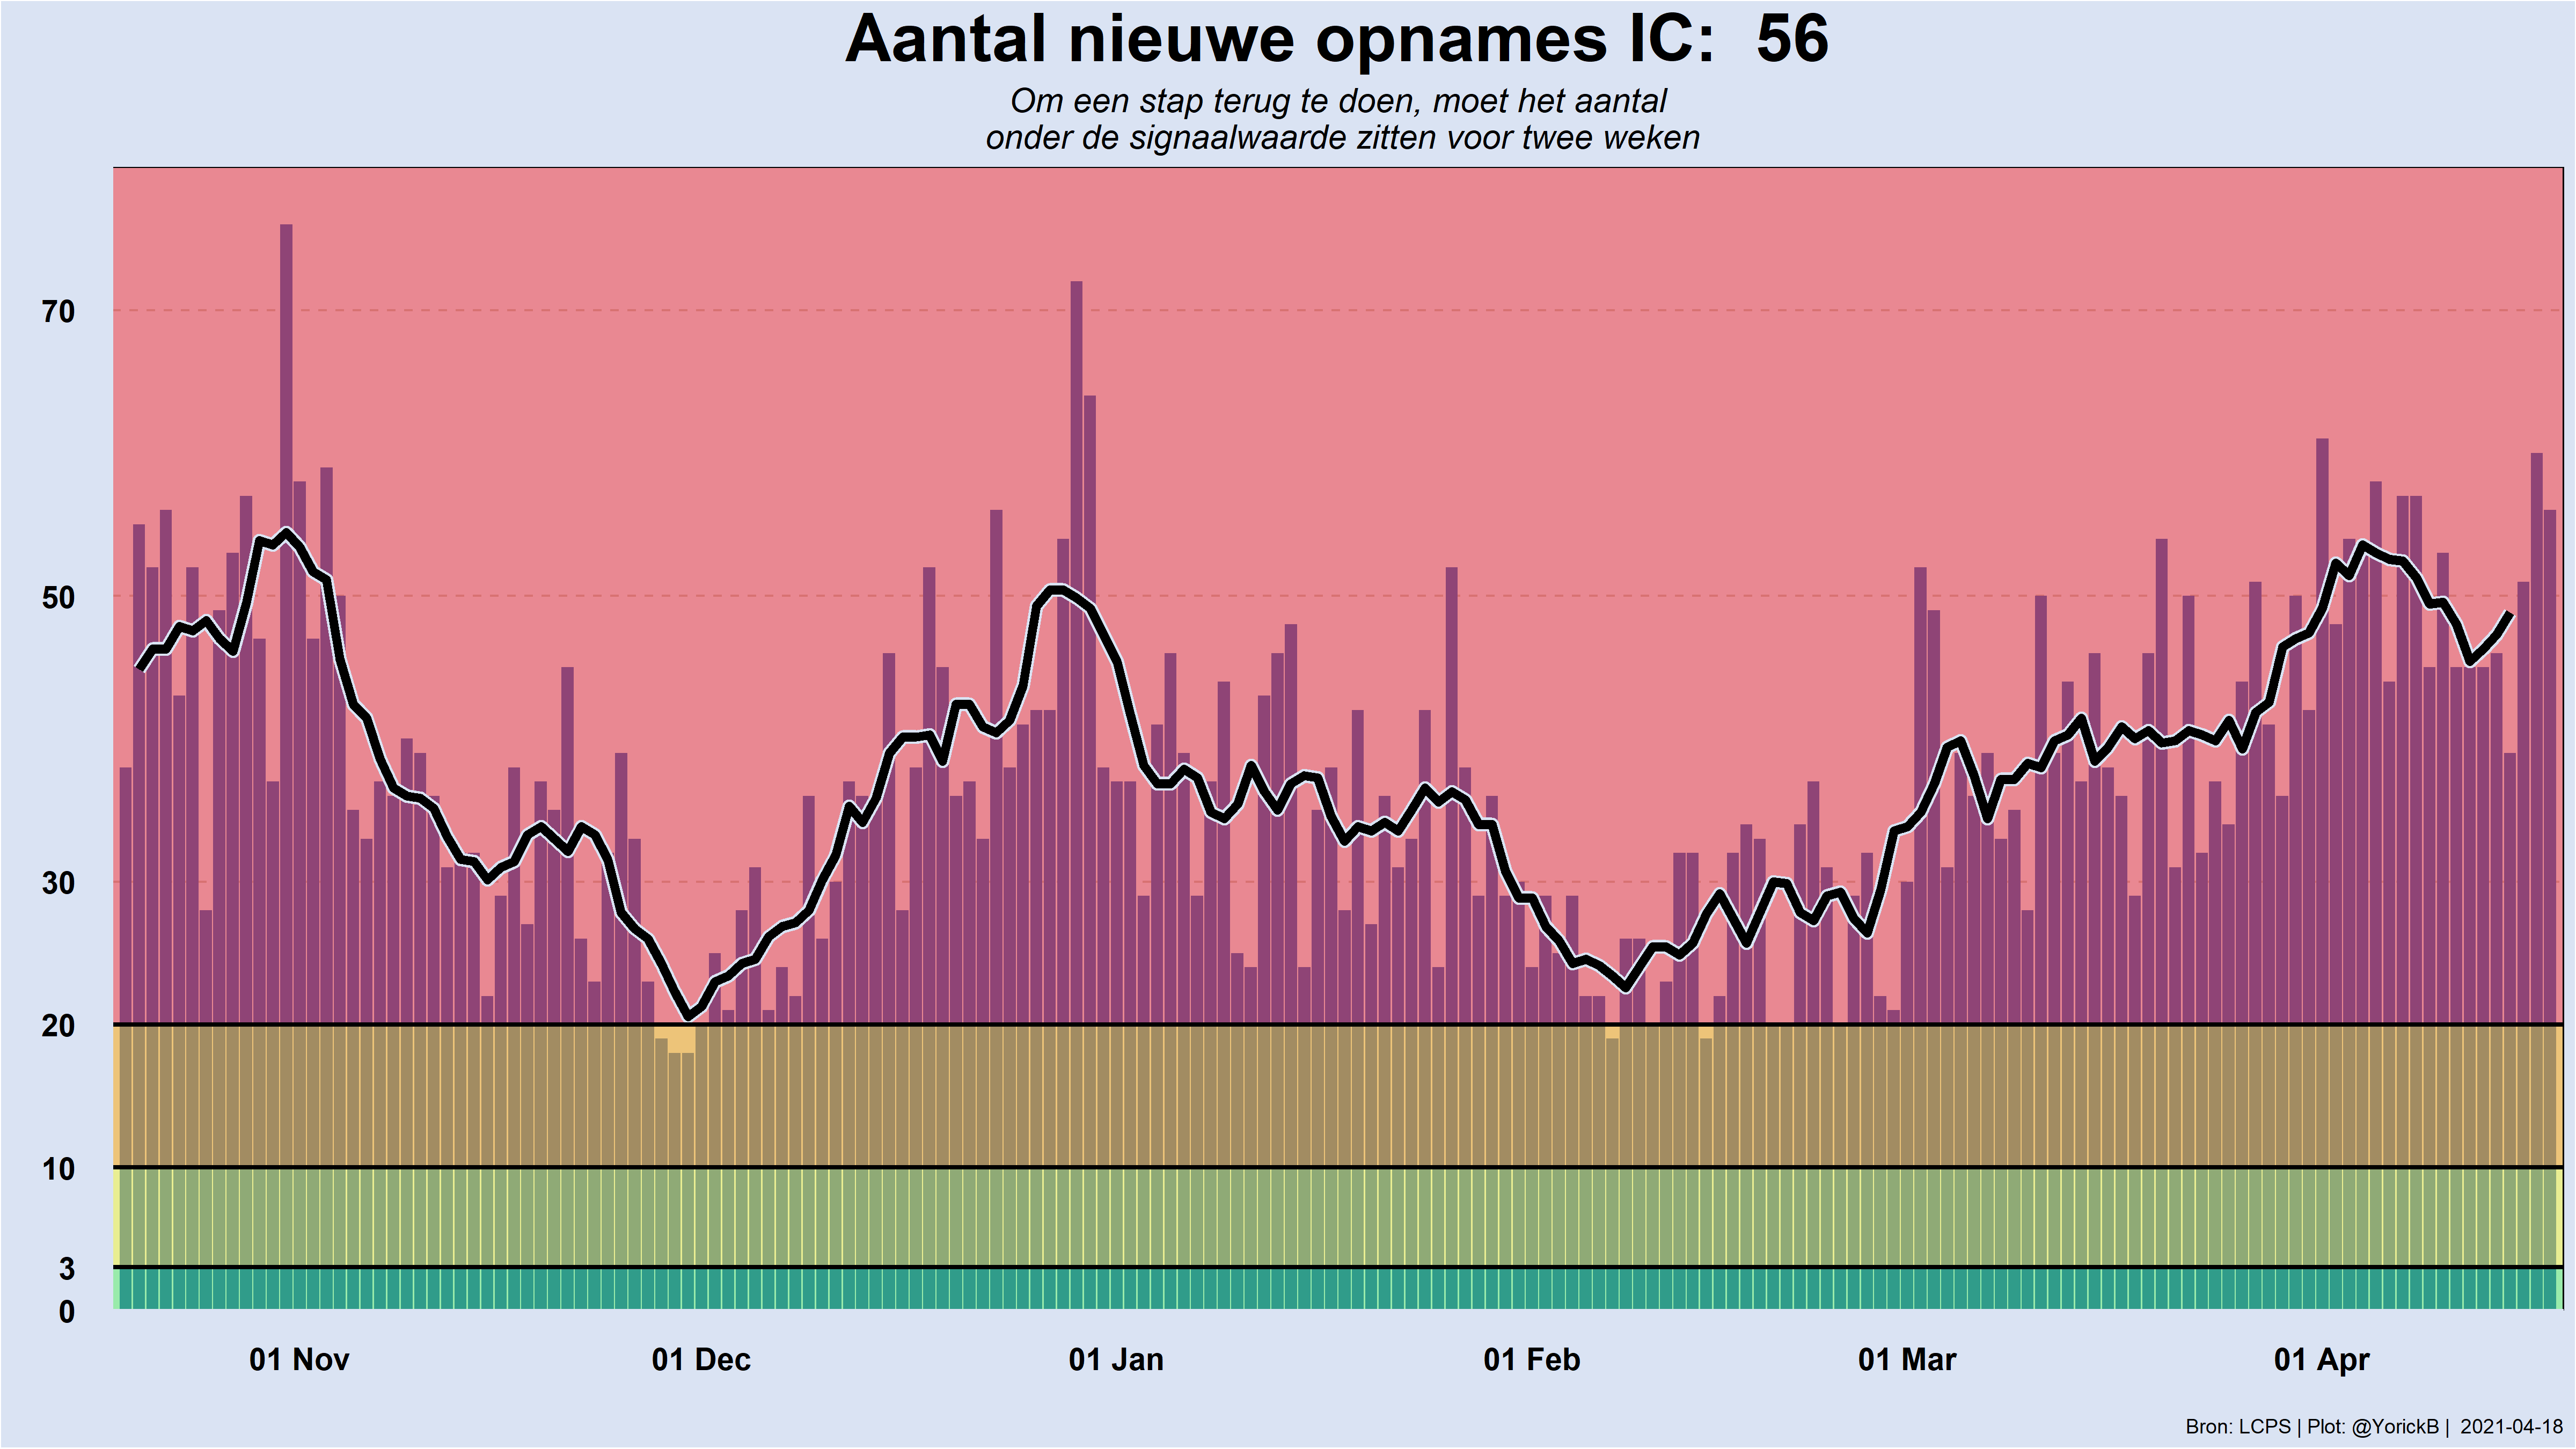 Aantal nieuwe opnames IC:  56
Om een stap terug te doen, moet het aantal
onder de signaalwaarde zitten voor twee weken
70
50
30
20
10
3
0
01 Nov 01 Dec 01 Jan 01 Feb 01 Mar 01 Apr
Bron: LCPS | Plot: @YorickB |  2021-04-18